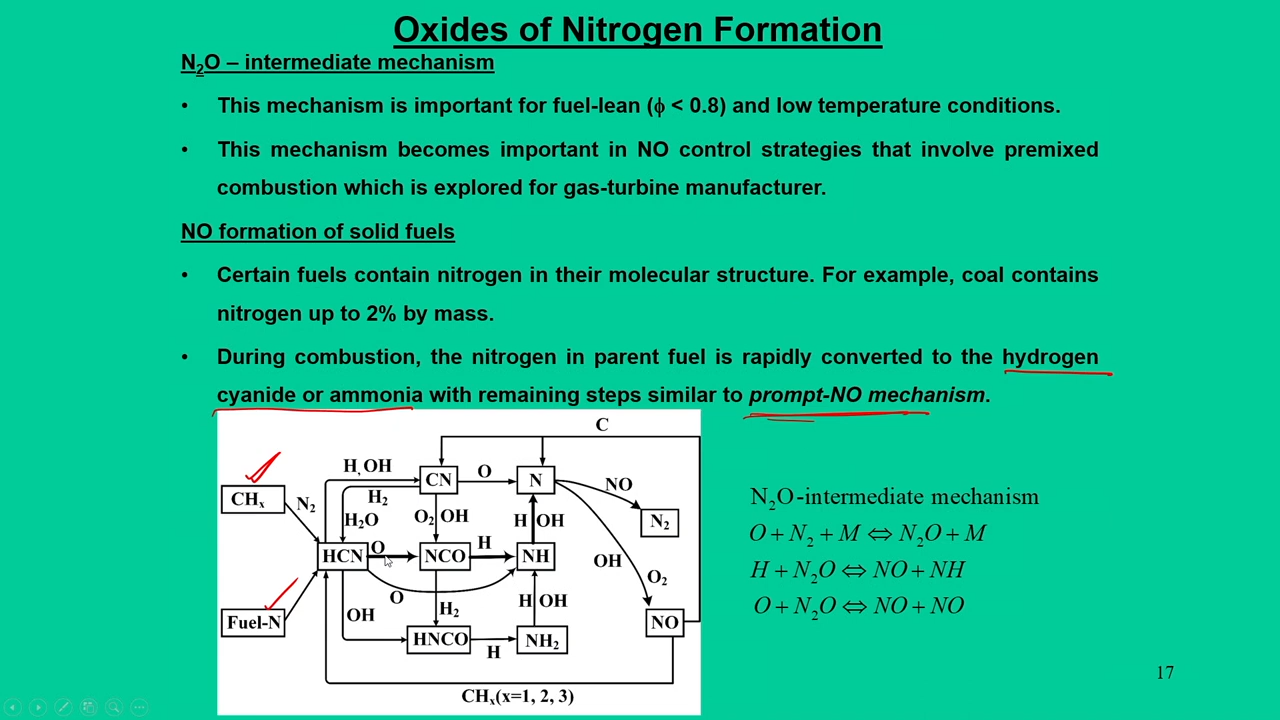 Oxides of Nitrogen Formation
N₂O – intermediate mechanism
• This mechanism is important for fuel-lean (ϕ < 0.8) and low temperature conditions.
• This mechanism becomes important in NO control strategies that involve premixed
combustion which is explored for gas-turbine manufacturer.
NO formation of solid fuels
• Certain fuels contain nitrogen in their molecular structure. For example, coal contains
nitrogen up to 2% by mass.
• During combustion, the nitrogen in parent fuel is rapidly converted to the hydrogen
cyanide or ammonia with remaining steps similar to prompt-NO mechanism.
C
H, OH
CN
O
N
NO
CHₓ
N₂
H₂
H₂O
O₂
OH
H
OH
N₂
HCN
O
NCO
H
NH
OH
O₂
O
Fuel-N
OH
H₂
H
OH
NO
HNCO
H
NH₂
CHₓ(x=1, 2, 3)
N₂O-intermediate mechanism
O + N₂ + M ⇔ N₂O + M
H + N₂O ⇔ NO + NH
O + N₂O ⇔ NO + NO
17